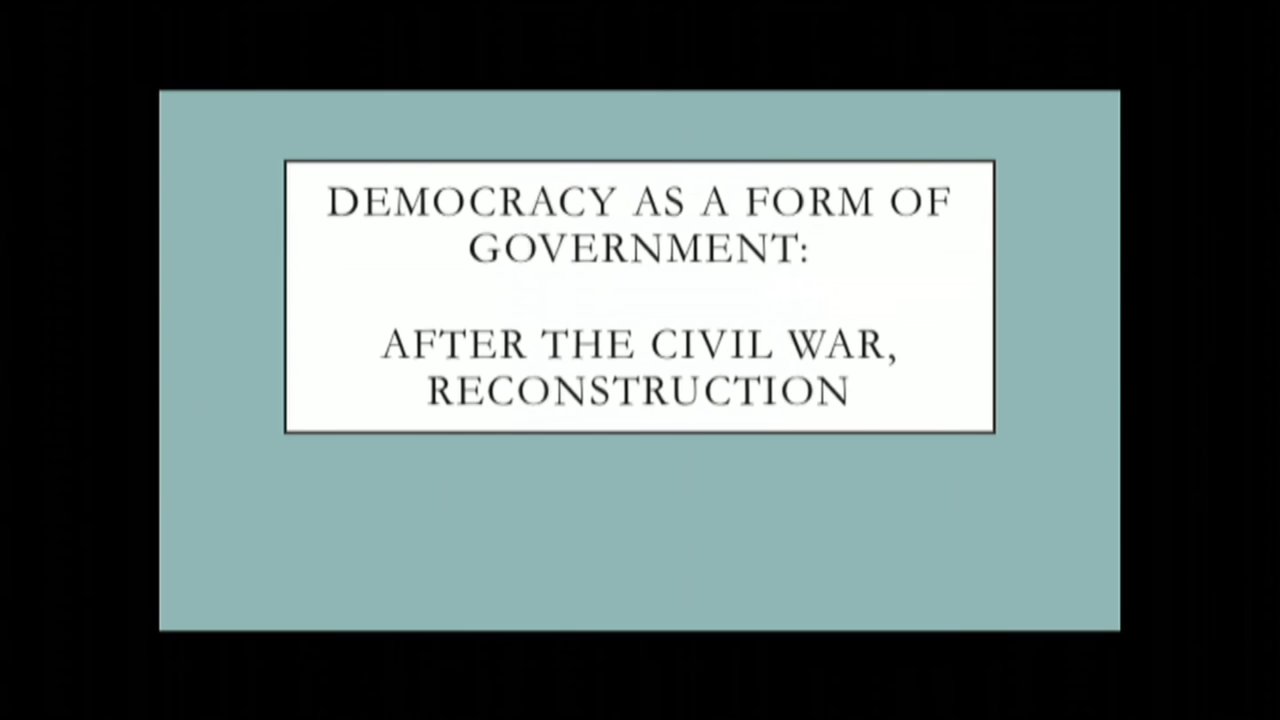 DEMOCRACY AS A FORM OF
GOVERNMENT:
AFTER THE CIVIL WAR,
RECONSTRUCTION